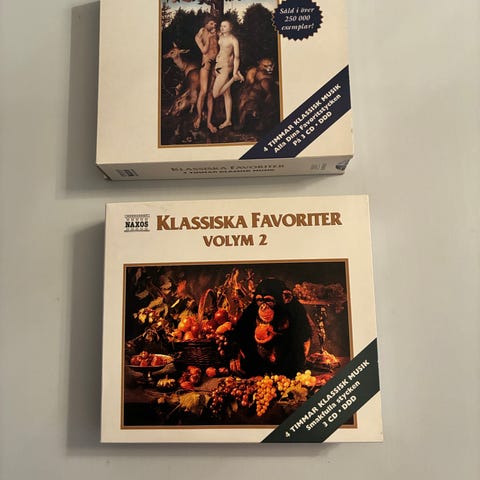 Såld i över
250 000
exemplar!
4 TIMMAR KLASSISK MUSIK
Alla Dina Favoritstycken
På 3 CD • DDD
KLASSISKA FAVORITER
4 TIMMAR KLASSISK MUSIK
NAXOS
KLASSISKA FAVORITER
VOLYM 2
4 TIMMAR KLASSISK MUSIK
Smakfulla stycken
3 CD • DDD